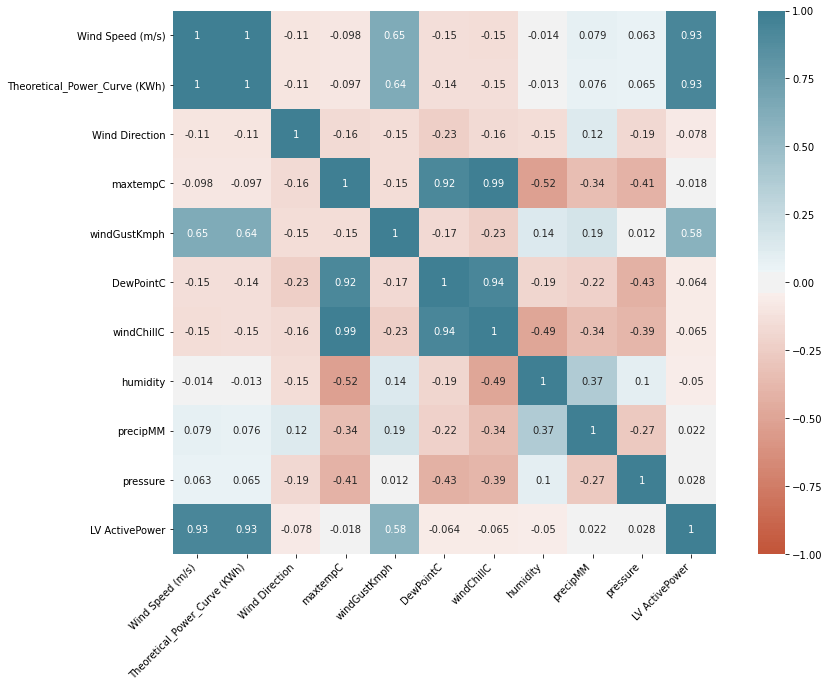 Wind Speed (m/s) 1 1 -0.11 -0.098 0.65 -0.15 -0.15 -0.014 0.079 0.063 0.93
Theoretical_Power_Curve (KWh) 1 1 -0.11 -0.097 0.64 -0.14 -0.15 -0.013 0.076 0.065 0.93
Wind Direction -0.11 -0.11 1 -0.16 -0.15 -0.23 -0.16 -0.15 0.12 -0.19 -0.078
maxtempC -0.098 -0.097 -0.16 1 -0.15 0.92 0.99 -0.52 -0.34 -0.41 -0.018
windGustKmph 0.65 0.64 -0.15 -0.15 1 -0.17 -0.23 0.14 0.19 0.012 0.58
DewPointC -0.15 -0.14 -0.23 0.92 -0.17 1 0.94 -0.19 -0.22 -0.43 -0.064
windChillC -0.15 -0.15 -0.16 0.99 -0.23 0.94 1 -0.49 -0.34 -0.39 -0.065
humidity -0.014 -0.013 -0.15 -0.52 0.14 -0.19 -0.49 1 0.37 0.1 -0.05
precipMM 0.079 0.076 0.12 -0.34 0.19 -0.22 -0.34 0.37 1 -0.27 0.022
pressure 0.063 0.065 -0.19 -0.41 0.012 -0.43 -0.39 0.1 -0.27 1 0.028
LV ActivePower 0.93 0.93 -0.078 -0.018 0.58 -0.064 -0.065 -0.05 0.022 0.028 1
Wind Speed (m/s)
Theoretical_Power_Curve (KWh)
Wind Direction
maxtempC
windGustKmph
DewPointC
windChillC
humidity
precipMM
pressure
LV ActivePower
1.00
0.75
0.50
0.25
0.00
−0.25
−0.50
−0.75
−1.00